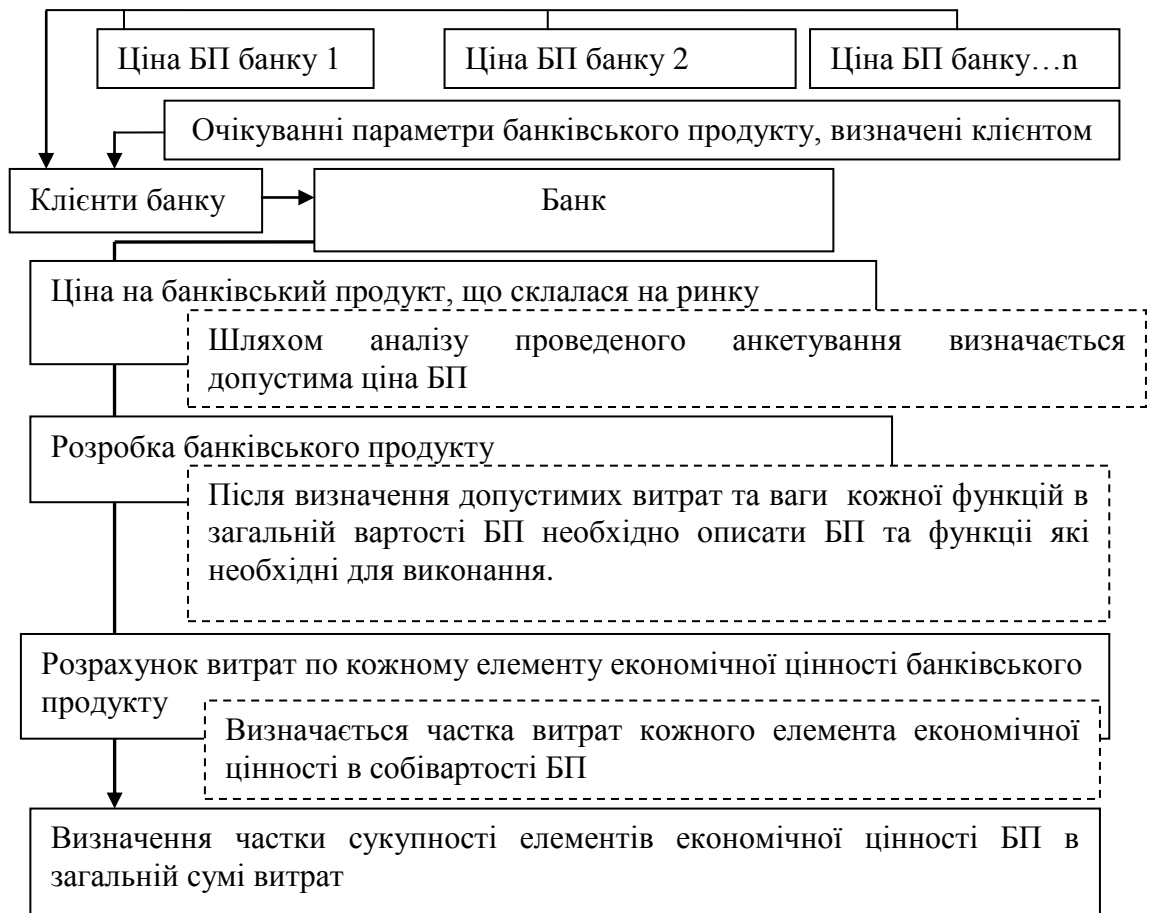 Ціна БП банку 1
Ціна БП банку 2
Ціна БП банку…n
Очікуванні параметри банківського продукту, визначені клієнтом
Клієнти банку
Банк
Ціна на банківський продукт, що склалася на ринку
Шляхом аналізу проведеного анкетування визначається
допустима ціна БП
Розробка банківського продукту
Після визначення допустимих витрат та ваги кожної функцій в
загальній вартості БП необхідно описати БП та функціі які
необхідні для виконання.
Розрахунок витрат по кожному елементу економічної цінності банківського
продукту
Визначається частка витрат кожного елемента економічної
цінності в собівартості БП
Визначення частки сукупності елементів економічної цінності БП в
загальній сумі витрат